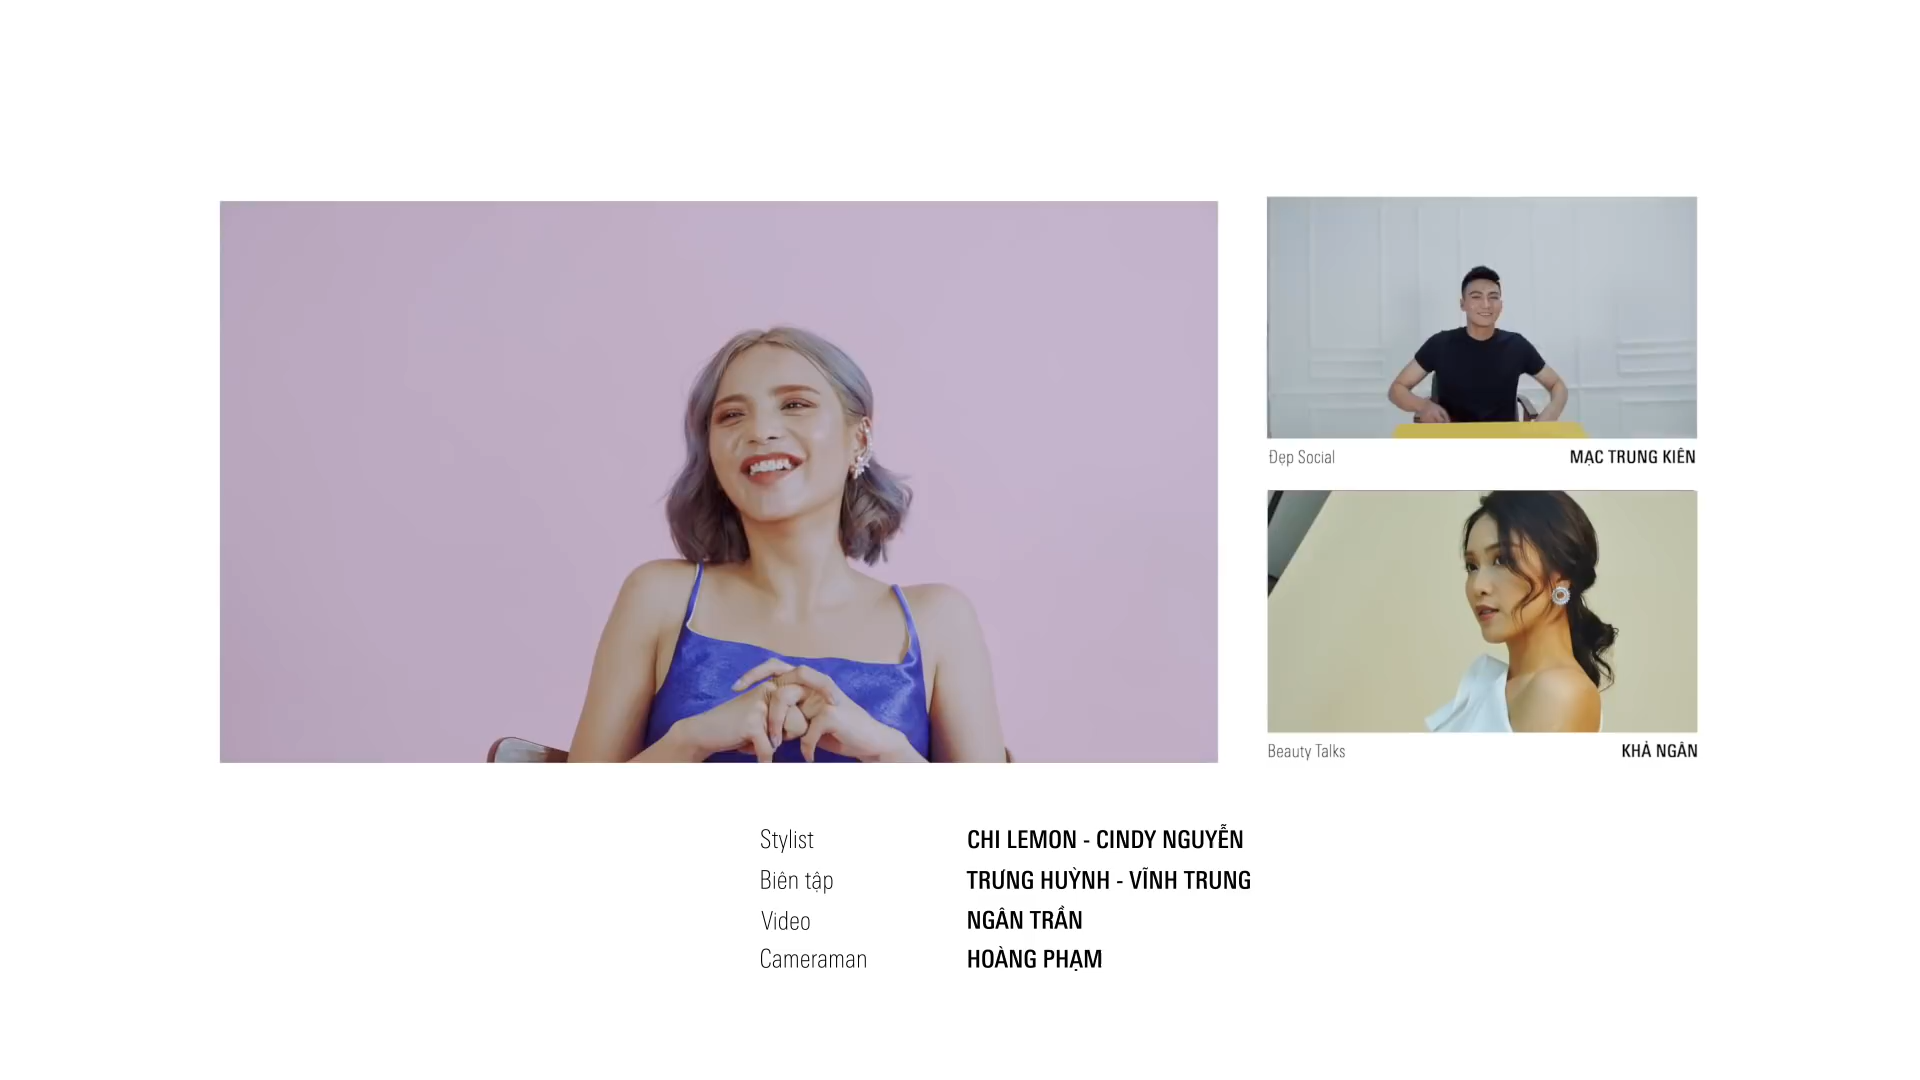 Đẹp Social MẠC TRUNG KIÊN
Beauty Talks KHẢ NGÂN
Stylist CHI LEMON - CINDY NGUYỄN
Biên tập TRƯNG HUỲNH - VĨNH TRUNG
Video NGÂN TRẦN
Cameraman HOÀNG PHẠM